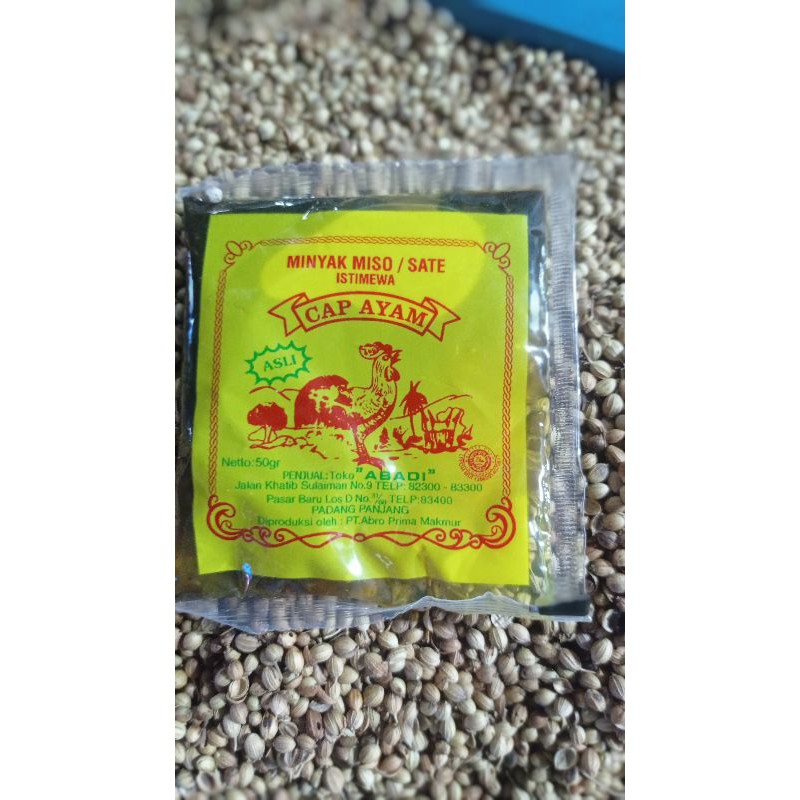 MINYAK MISO / SATE
ISTIMEWA
CAP AYAM
ASLI
Netto:50gr
PENJUAL:Toko "ABADI"
Jalan Khatib Sulaiman No.9 TELP: 82300 - 83300
Pasar Baru Los D No. TELP:83400
PADANG PANJANG
Diproduksi oleh : PT.Abro Prima Makmur